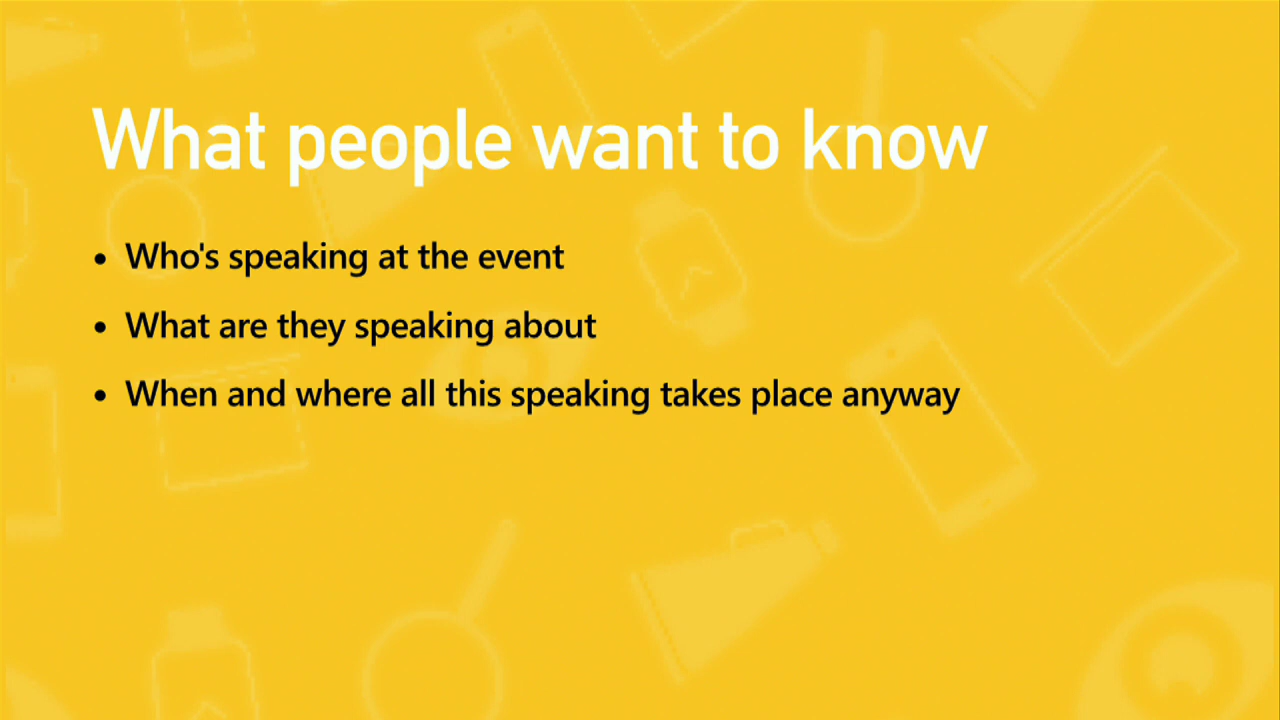 What people want to know
• Who's speaking at the event
• What are they speaking about
• When and where all this speaking takes place anyway